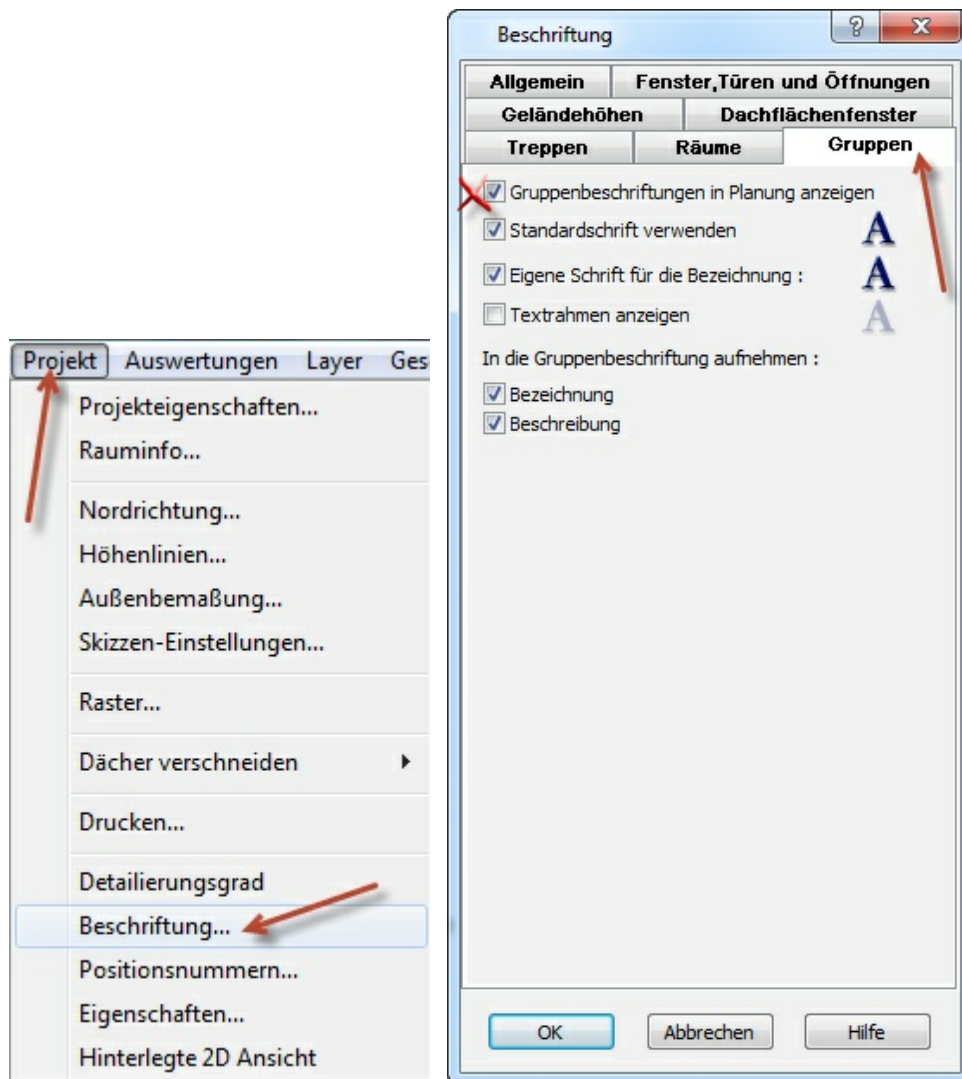 Projekt Auswertungen Layer Ges
Projekteigenschaften...
Rauminfo...
Nordrichtung...
Höhenlinien...
Außenbemaßung...
Skizzen-Einstellungen...
Raster...
Dächer verschneiden
Drucken...
Detailierungsgrad
Beschriftung...
Positionsnummern...
Eigenschaften...
Hinterlegte 2D Ansicht
Beschriftung
Allgemein Fenster,Türen und Öffnungen
Geländehöhen Dachflächenfenster
Treppen Räume Gruppen
Gruppenbeschriftungen in Planung anzeigen
Standardschrift verwenden A
Eigene Schrift für die Bezeichnung : A
Textrahmen anzeigen A
In die Gruppenbeschriftung aufnehmen :
Bezeichnung
Beschreibung
OK Abbrechen Hilfe